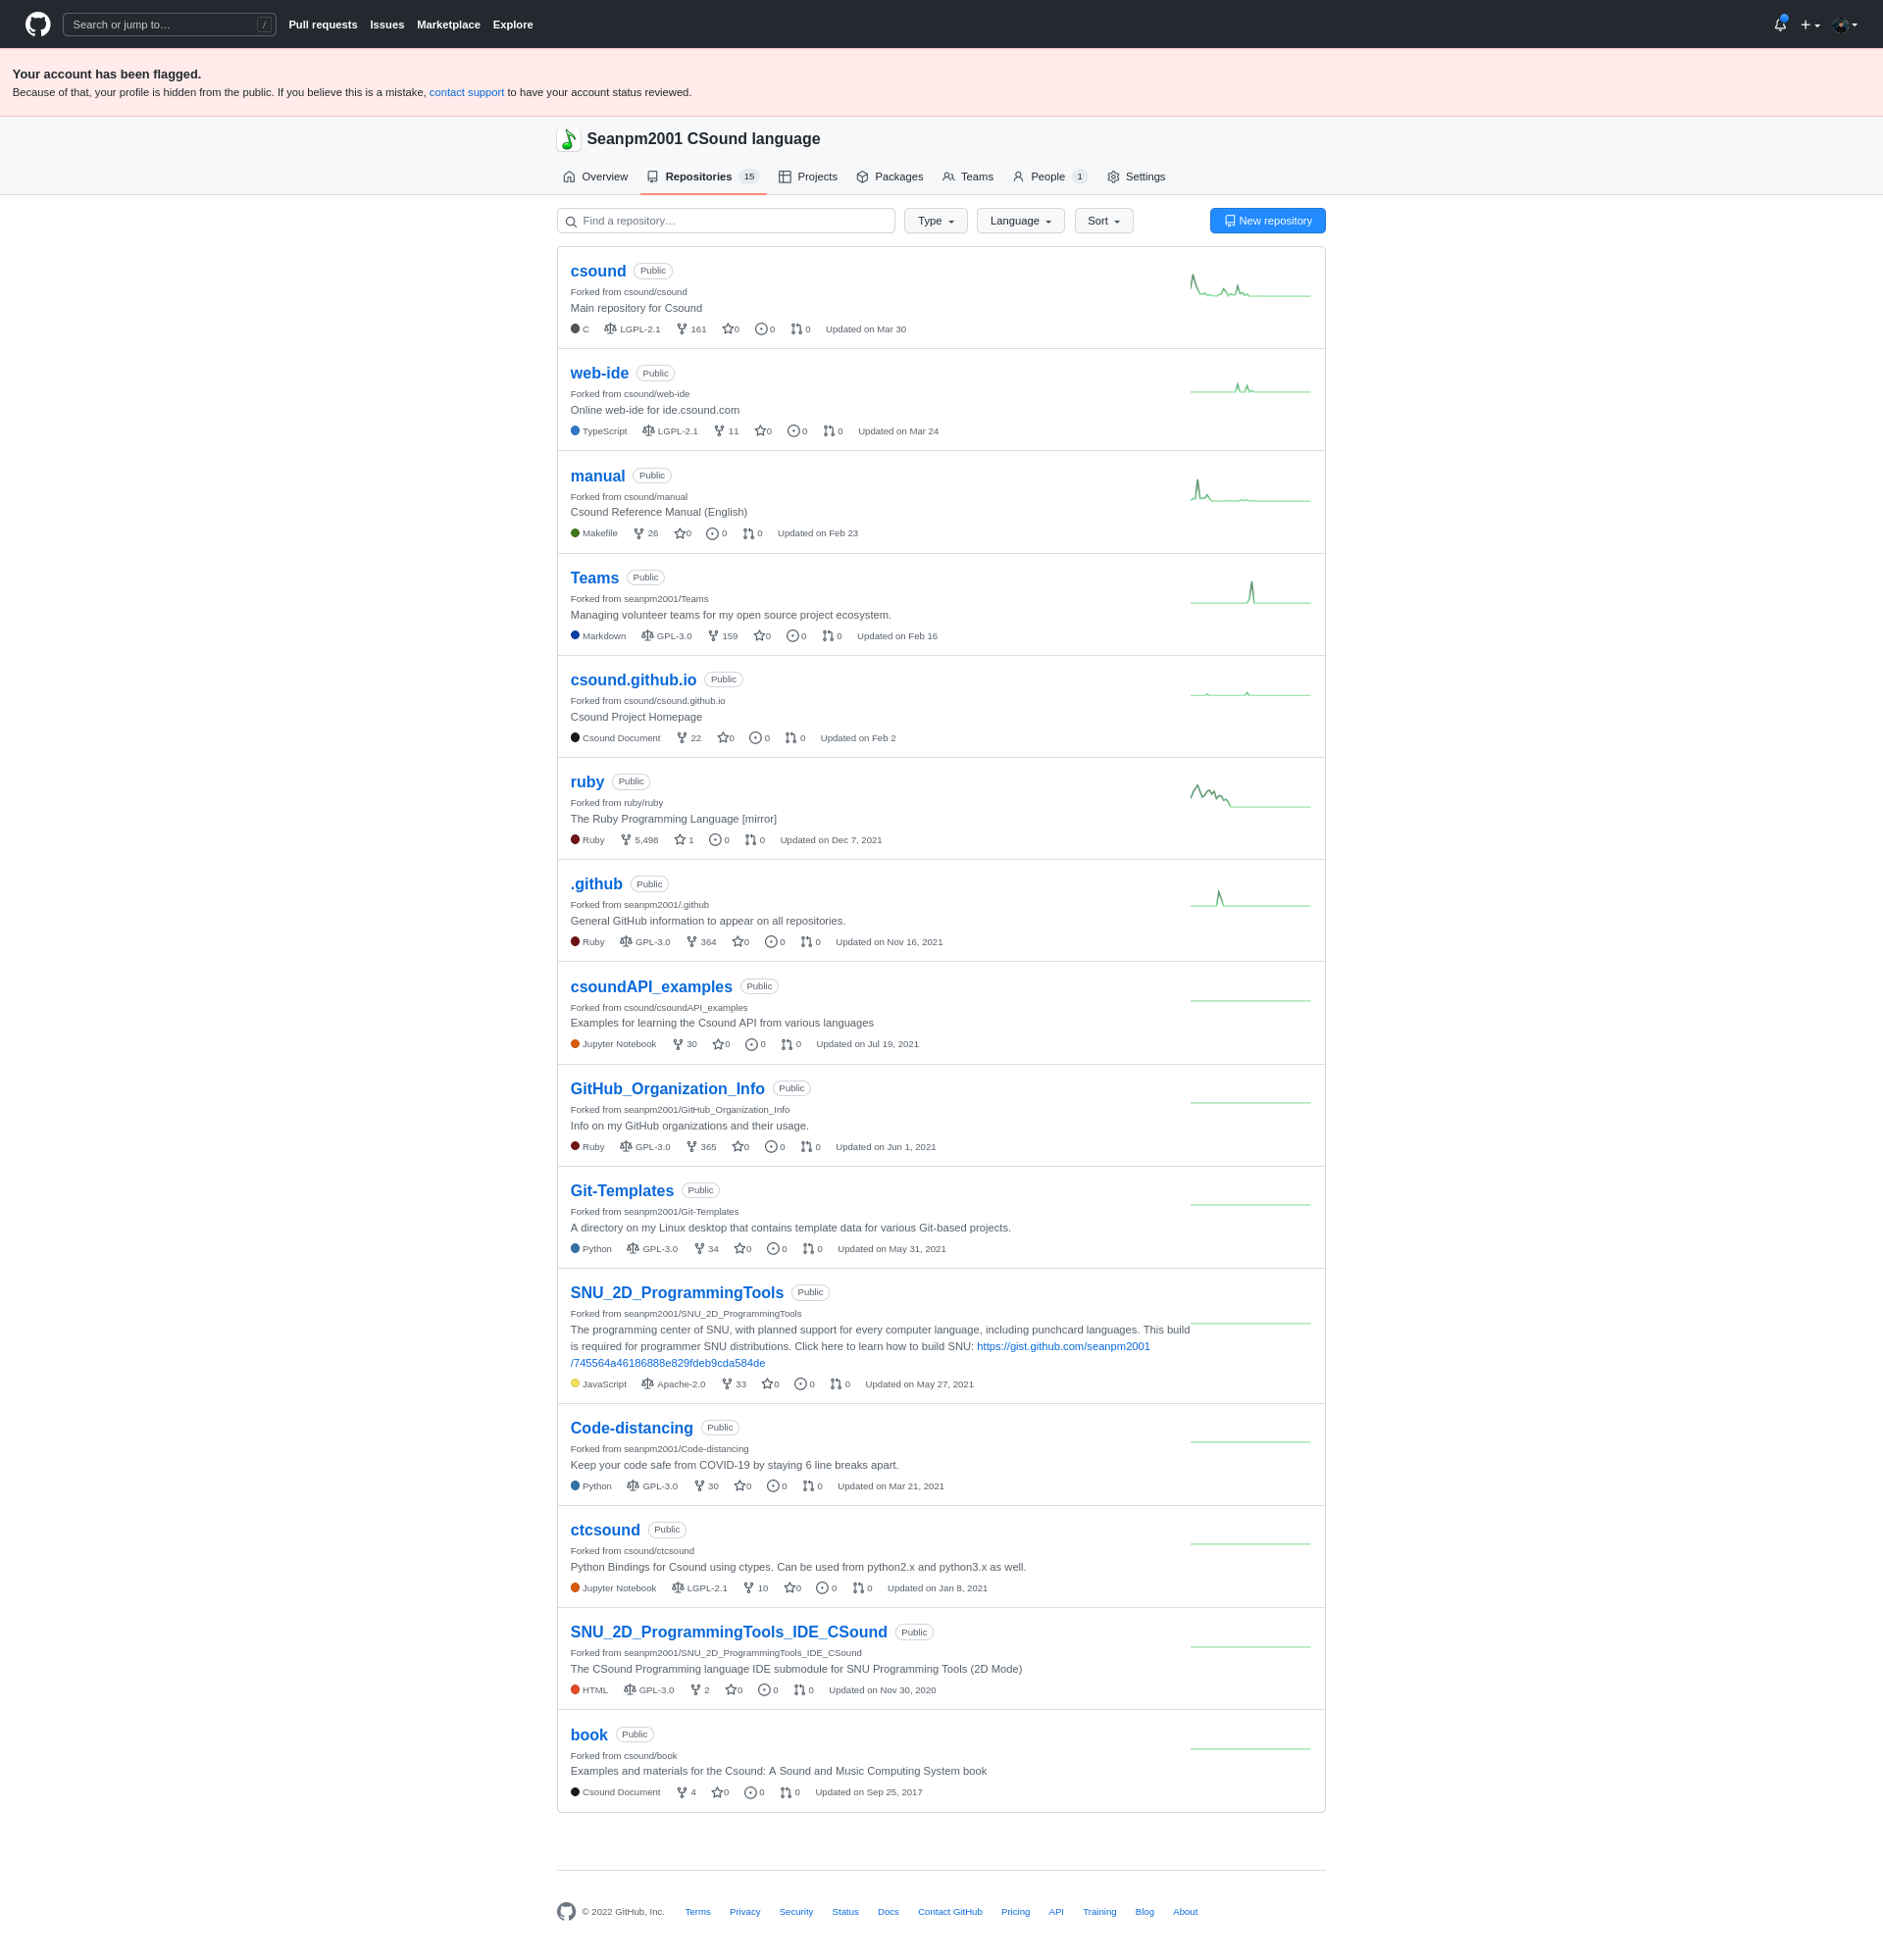 Search or jump to… /
Pull requests Issues Marketplace Explore
Your account has been flagged.
Because of that, your profile is hidden from the public. If you believe this is a mistake, contact support to have your account status reviewed.
Seanpm2001 CSound language
Overview Repositories 15 Projects Packages Teams People 1 Settings
Find a repository… Type Language Sort New repository
csound Public
Forked from csound/csound
Main repository for Csound
C LGPL-2.1 161 0 0 0 Updated on Mar 30
web-ide Public
Forked from csound/web-ide
Online web-ide for ide.csound.com
TypeScript LGPL-2.1 11 0 0 0 Updated on Mar 24
manual Public
Forked from csound/manual
Csound Reference Manual (English)
Makefile 26 0 0 0 Updated on Feb 23
Teams Public
Forked from seanpm2001/Teams
Managing volunteer teams for my open source project ecosystem.
Markdown GPL-3.0 159 0 0 0 Updated on Feb 16
csound.github.io Public
Forked from csound/csound.github.io
Csound Project Homepage
Csound Document 22 0 0 0 Updated on Feb 2
ruby Public
Forked from ruby/ruby
The Ruby Programming Language [mirror]
Ruby 5,498 1 0 0 Updated on Dec 7, 2021
.github Public
Forked from seanpm2001/.github
General GitHub information to appear on all repositories.
Ruby GPL-3.0 364 0 0 0 Updated on Nov 16, 2021
csoundAPI_examples Public
Forked from csound/csoundAPI_examples
Examples for learning the Csound API from various languages
Jupyter Notebook 30 0 0 0 Updated on Jul 19, 2021
GitHub_Organization_Info Public
Forked from seanpm2001/GitHub_Organization_Info
Info on my GitHub organizations and their usage.
Ruby GPL-3.0 365 0 0 0 Updated on Jun 1, 2021
Git-Templates Public
Forked from seanpm2001/Git-Templates
A directory on my Linux desktop that contains template data for various Git-based projects.
Python GPL-3.0 34 0 0 0 Updated on May 31, 2021
SNU_2D_ProgrammingTools Public
Forked from seanpm2001/SNU_2D_ProgrammingTools
The programming center of SNU, with planned support for every computer language, including punchcard languages. This build
is required for programmer SNU distributions. Click here to learn how to build SNU: https://gist.github.com/seanpm2001
/745564a46186888e829fdeb9cda584de
JavaScript Apache-2.0 33 0 0 0 Updated on May 27, 2021
Code-distancing Public
Forked from seanpm2001/Code-distancing
Keep your code safe from COVID-19 by staying 6 line breaks apart.
Python GPL-3.0 30 0 0 0 Updated on Mar 21, 2021
ctcsound Public
Forked from csound/ctcsound
Python Bindings for Csound using ctypes. Can be used from python2.x and python3.x as well.
Jupyter Notebook LGPL-2.1 10 0 0 0 Updated on Jan 8, 2021
SNU_2D_ProgrammingTools_IDE_CSound Public
Forked from seanpm2001/SNU_2D_ProgrammingTools_IDE_CSound
The CSound Programming language IDE submodule for SNU Programming Tools (2D Mode)
HTML GPL-3.0 2 0 0 0 Updated on Nov 30, 2020
book Public
Forked from csound/book
Examples and materials for the Csound: A Sound and Music Computing System book
Csound Document 4 0 0 0 Updated on Sep 25, 2017
© 2022 GitHub, Inc. Terms Privacy Security Status Docs Contact GitHub Pricing API Training Blog About